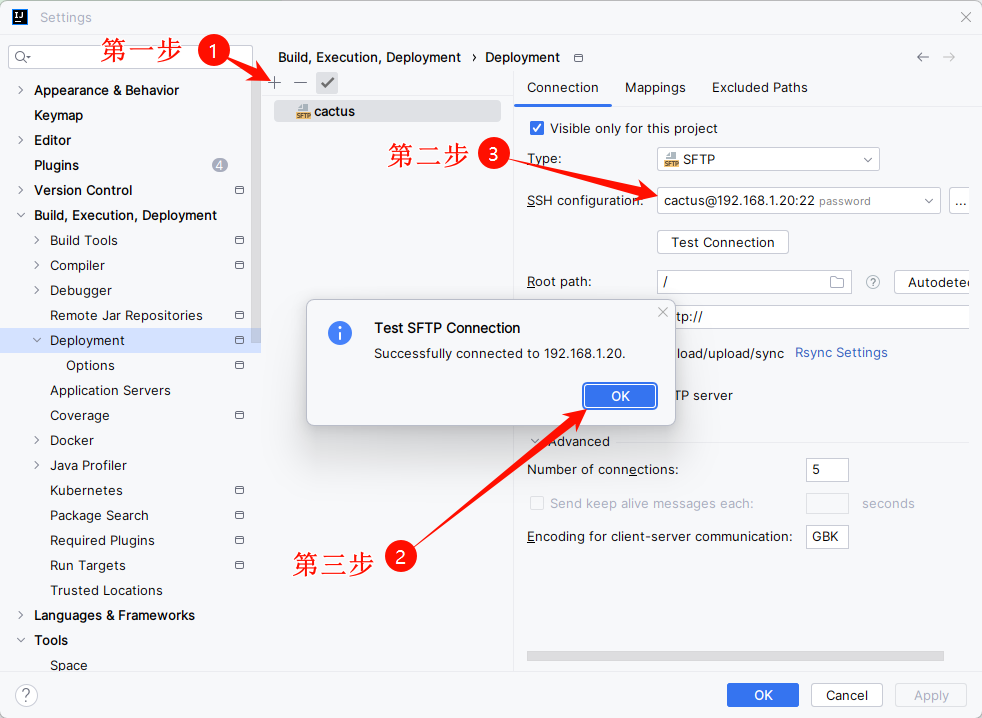 Settings
第一步 1
Build, Execution, Deployment › Deployment
Appearance & Behavior
Keymap
Editor
Plugins 4
Version Control
Build, Execution, Deployment
Build Tools
Compiler
Debugger
Remote Jar Repositories
Deployment
Options
Application Servers
Coverage
Docker
Java Profiler
Kubernetes
Package Search
Required Plugins
Run Targets
Trusted Locations
Languages & Frameworks
Tools
Space
SFTP cactus
Connection Mappings Excluded Paths
Visible only for this project
第二步 3
Type: SFTP SFTP
SSH configuration: cactus@192.168.1.20:22 password ...
Test Connection
Root path: / ? Autodetec
tp://
load/upload/sync Rsync Settings
TP server
Test SFTP Connection
Successfully connected to 192.168.1.20.
OK
第三步 2
Advanced
Number of connections: 5
Send keep alive messages each: seconds
Encoding for client-server communication: GBK
? OK Cancel Apply